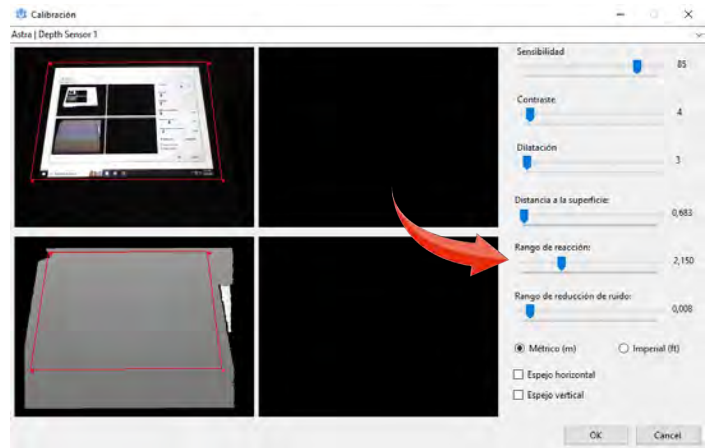 Calibración
Astra | Depth Sensor 1
Sensibilidad
85
Contraste
4
Dilatación
3
Distancia a la superficie:
0,683
Rango de reacción:
2,150
Rango de reducción de ruido:
0,008
Métrico (m) Imperial (ft)
Espejo horizontal
Espejo vertical
OK Cancel